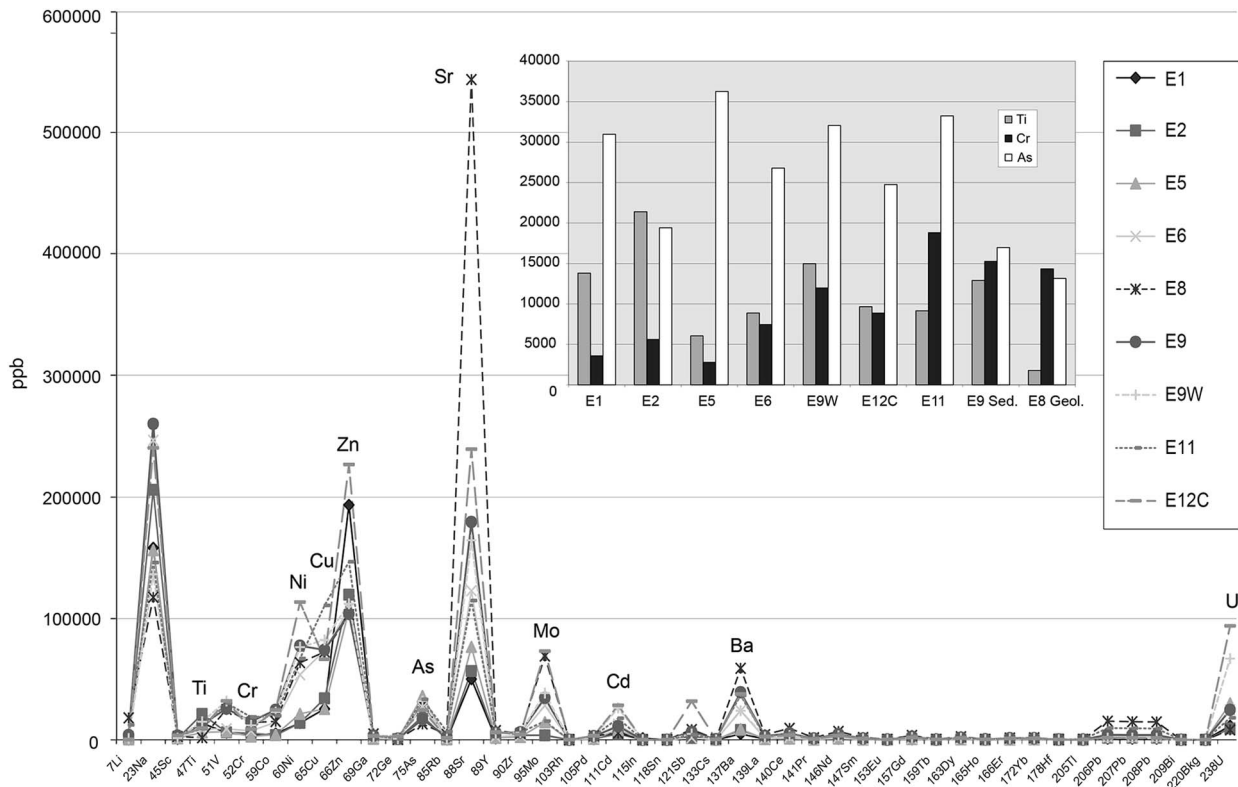 600000
500000
400000
300000
200000
100000
0
ppb
Sr
Zn
Cu
Ni
Ti
Cr
As
Mo
Cd
Ba
U
40000
35000
30000
25000
20000
15000
10000
5000
0
Ti
Cr
As
E1 E2 E5 E6 E9W E12C E11 E9 Sed. E8 Geol.
E1
E2
E5
E6
E8
E9
E9W
E11
E12C
7Li 23Na 45Sc 47Ti 51V 52Cr 59Co 60Ni 65Cu 66Zn 69Ga 72Ge 75As 85Rb 88Sr 89Y 90Zr 95Mo 103Rh 105Pd 111Cd 115In 118Sn 121Sb 133Cs 137Ba 139La 140Ce 141Pr 146Nd 147Sm 153Eu 157Gd 159Tb 163Dy 165Ho 166Er 172Yb 178Hf 205Tl 206Pb 207Pb 208Pb 209Bi 220Bkg 238U